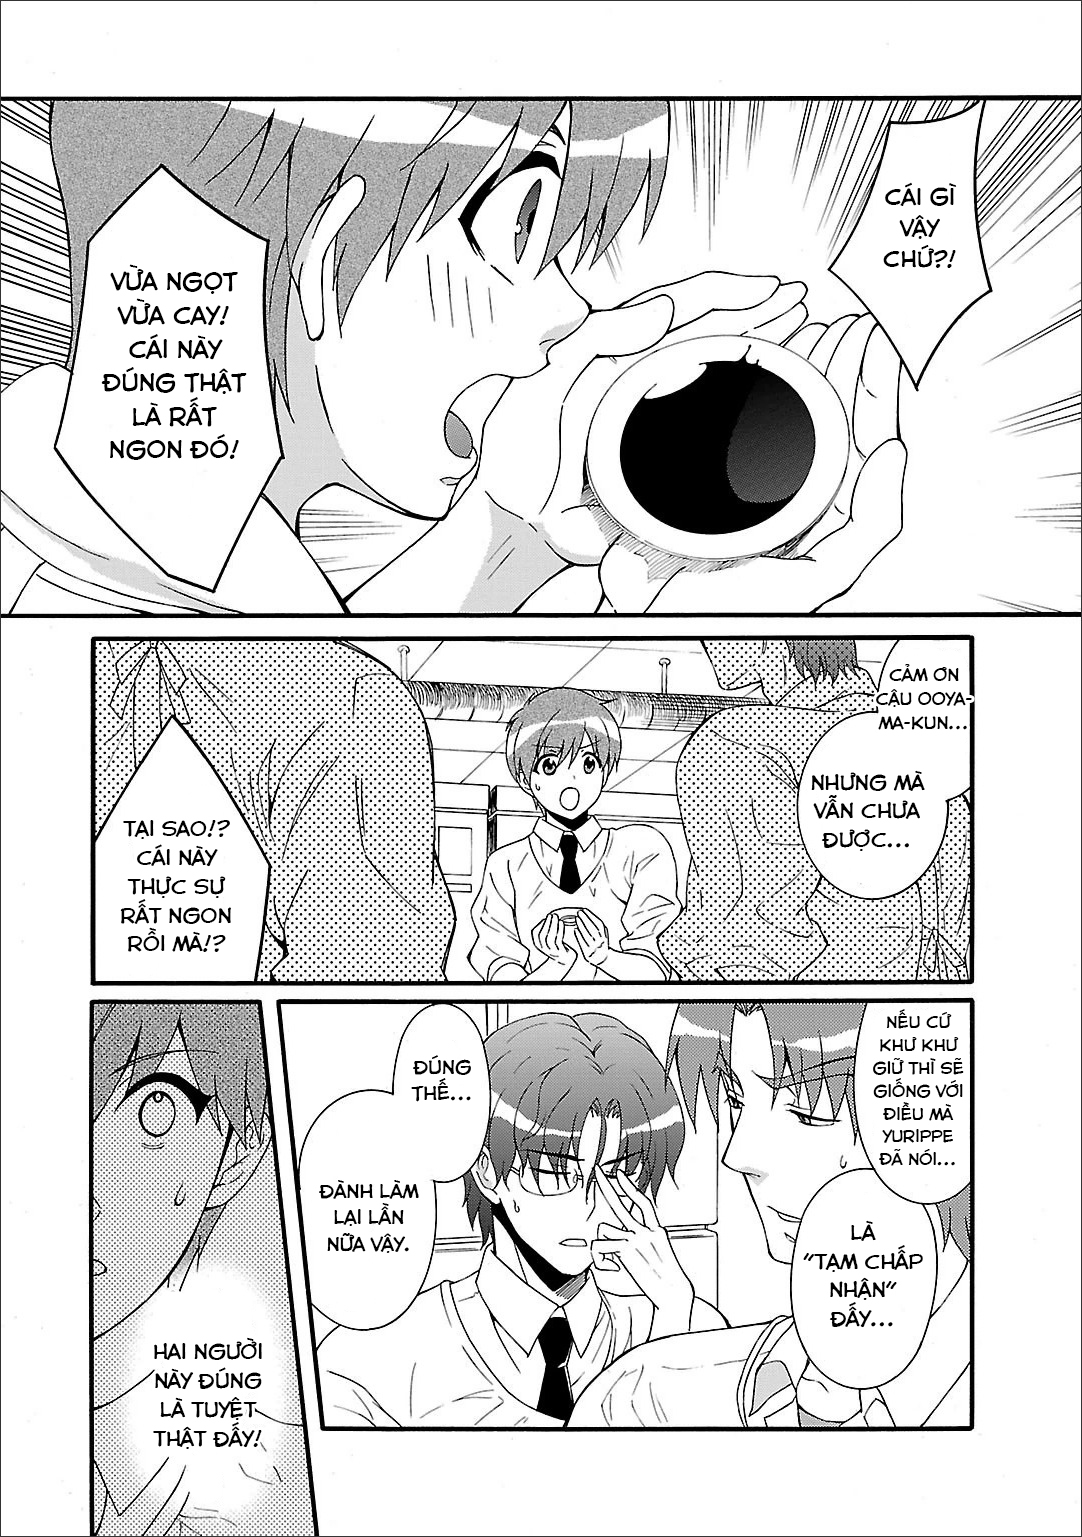 CÁI GÌ
VẬY
CHỨ?!
VỪA NGỌT
VỪA CAY!
CÁI NÀY
ĐÚNG THẬT
LÀ RẤT
NGON ĐÓ!
CẢM ƠN
CẬU OOYA-
MA-KUN...
NHƯNG MÀ
VẪN CHƯA
ĐƯỢC...
TẠI SAO!?
CÁI NÀY
THỰC SỰ
RẤT NGON
RỒI MÀ!?
NẾU CỨ
KHƯ KHƯ
GIỮ THÌ SẼ
GIỐNG VỚI
ĐIỀU MÀ
YURIPPE
ĐÃ NÓI...
LÀ
"TẠM CHẤP
NHẬN"
ĐẤY...
ĐÚNG
THẾ...
ĐÀNH LÀM
LẠI LẦN
NỮA VẬY.
HAI NGƯỜI
NÀY ĐÚNG
LÀ TUYỆT
THẬT ĐẤY!